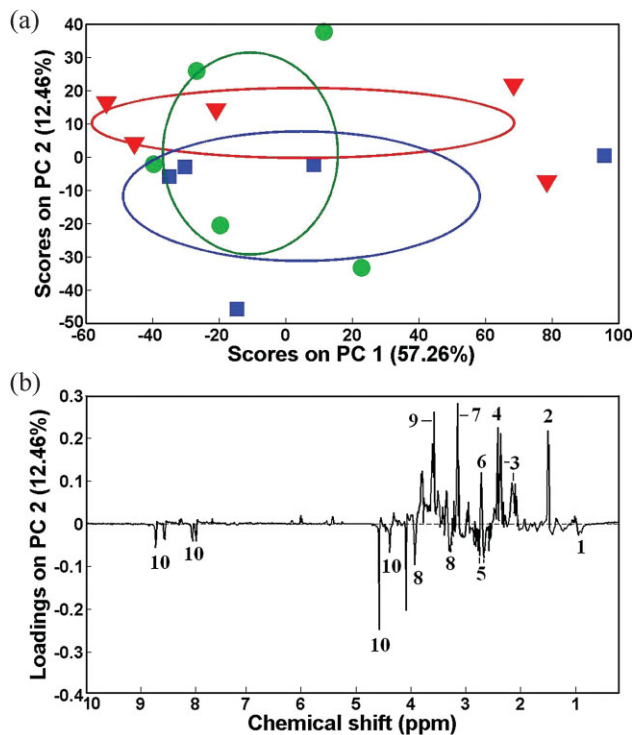 (a)
Scores on PC 2 (12.46%)
40
30
20
10
0
-10
-20
-30
-40
-50
-60 -40 -20 0 20 40 60 80 100
Scores on PC 1 (57.26%)
(b)
Loadings on PC 2 (12.46%)
0.3
0.2
0.1
0
-0.1
-0.2
-0.3
-0.4
9 7 4 2
6 3
10 10 10 8 8 5 1
10
10 9 8 7 6 5 4 3 2 1
Chemical shift (ppm)